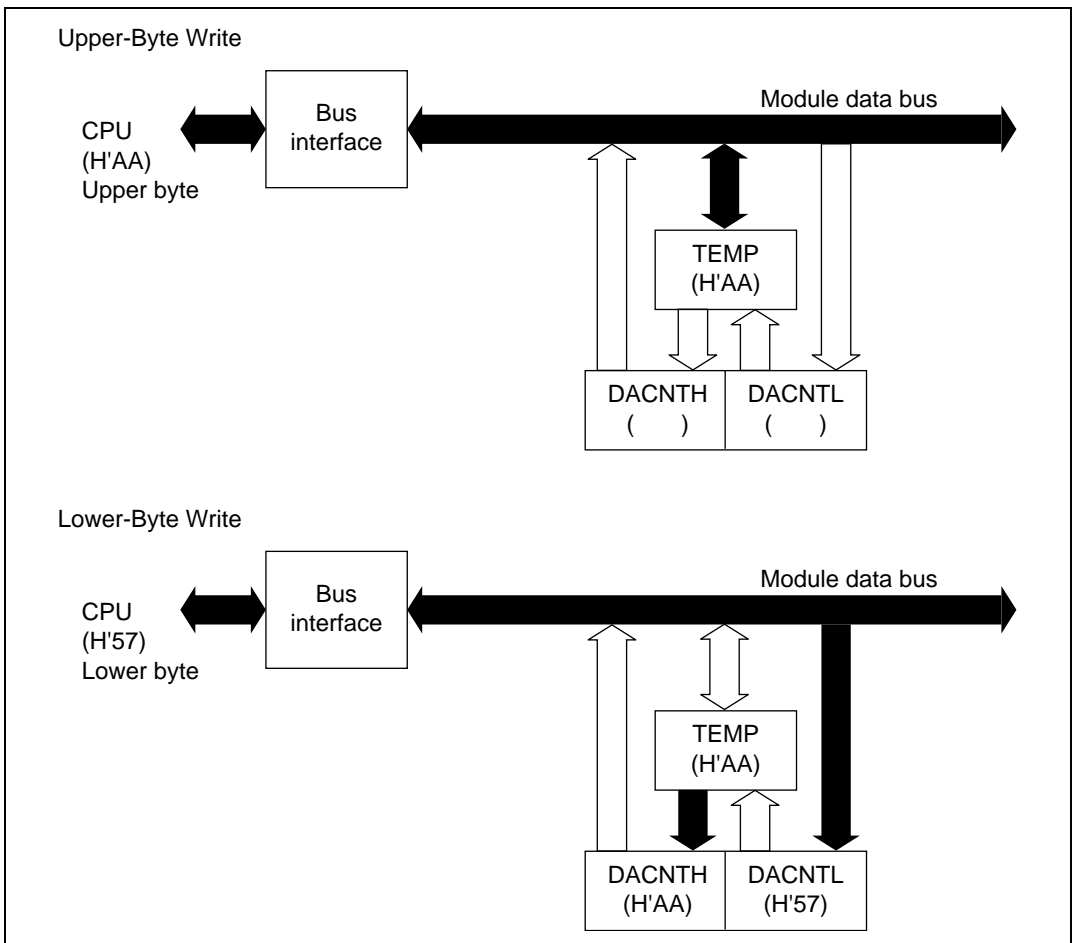 Upper-Byte Write
Module data bus
Bus
interface
CPU
(H'AA)
Upper byte
TEMP
(H'AA)
DACNTH
( )
DACNTL
( )
Lower-Byte Write
Module data bus
Bus
interface
CPU
(H'57)
Lower byte
TEMP
(H'AA)
DACNTH
(H'AA)
DACNTL
(H'57)